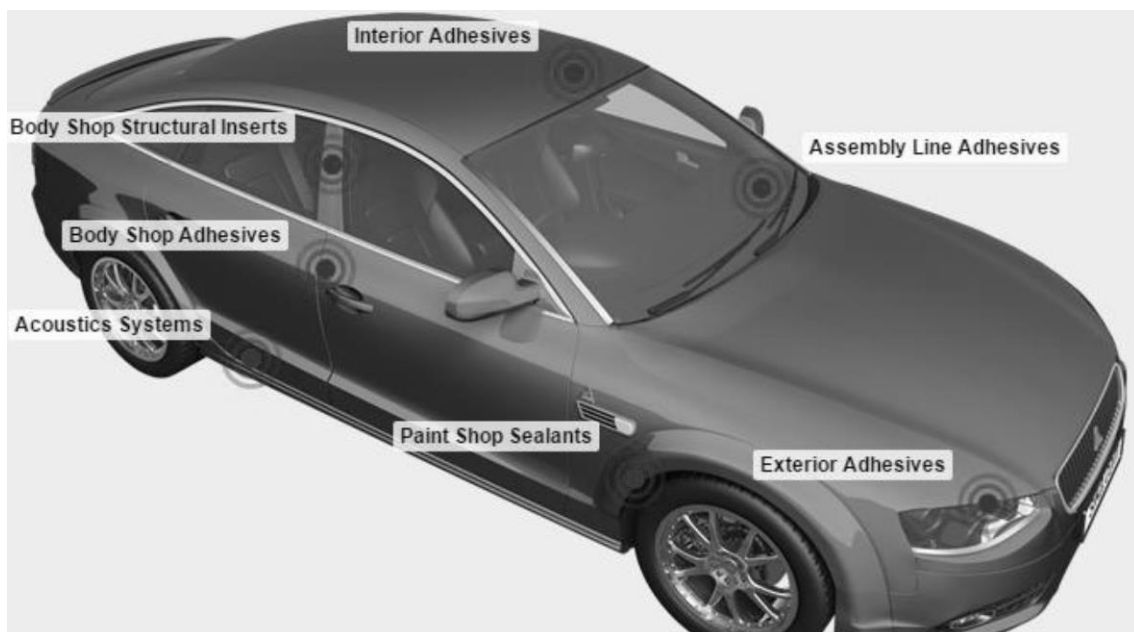 Interior Adhesives
Body Shop Structural Inserts
Assembly Line Adhesives
Body Shop Adhesives
Acoustics Systems
Paint Shop Sealants
Exterior Adhesives